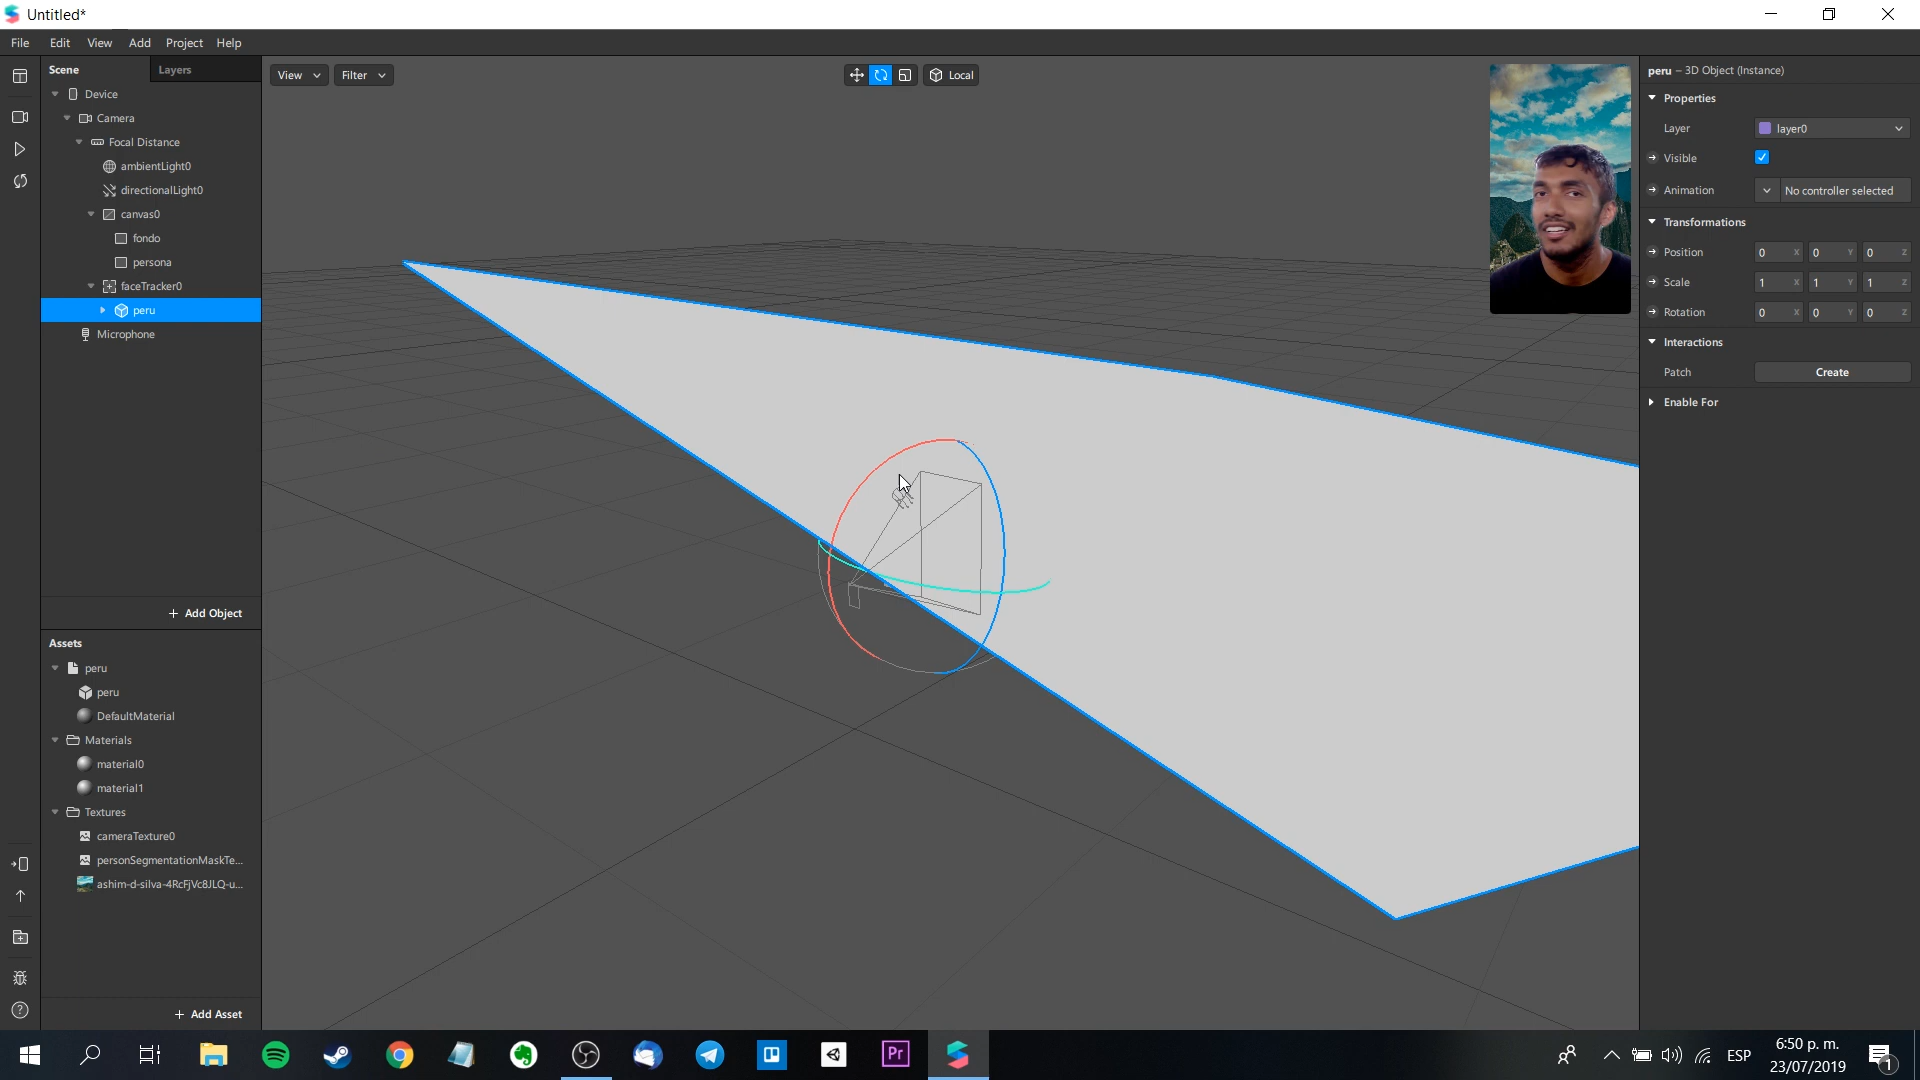 Untitled*
File Edit View Add Project Help
Scene Layers
Device
Camera
Focal Distance
ambientLight0
directionalLight0
canvas0
fondo
persona
faceTracker0
peru
Microphone
+ Add Object
Assets
peru
peru
DefaultMaterial
Materials
material0
material1
Textures
cameraTexture0
personSegmentationMaskTe...
ashim-d-silva-4RcFjVc8JLQ-u...
+ Add Asset
View Filter
Local
peru – 3D Object (Instance)
Properties
Layer layer0
Visible
Animation No controller selected
Transformations
Position 0 X 0 Y 0 Z
Scale 1 X 1 Y 1 Z
Rotation 0 X 0 Y 0 Z
Interactions
Patch Create
Enable For
Pr
ESP
6:50 p. m.
23/07/2019
1